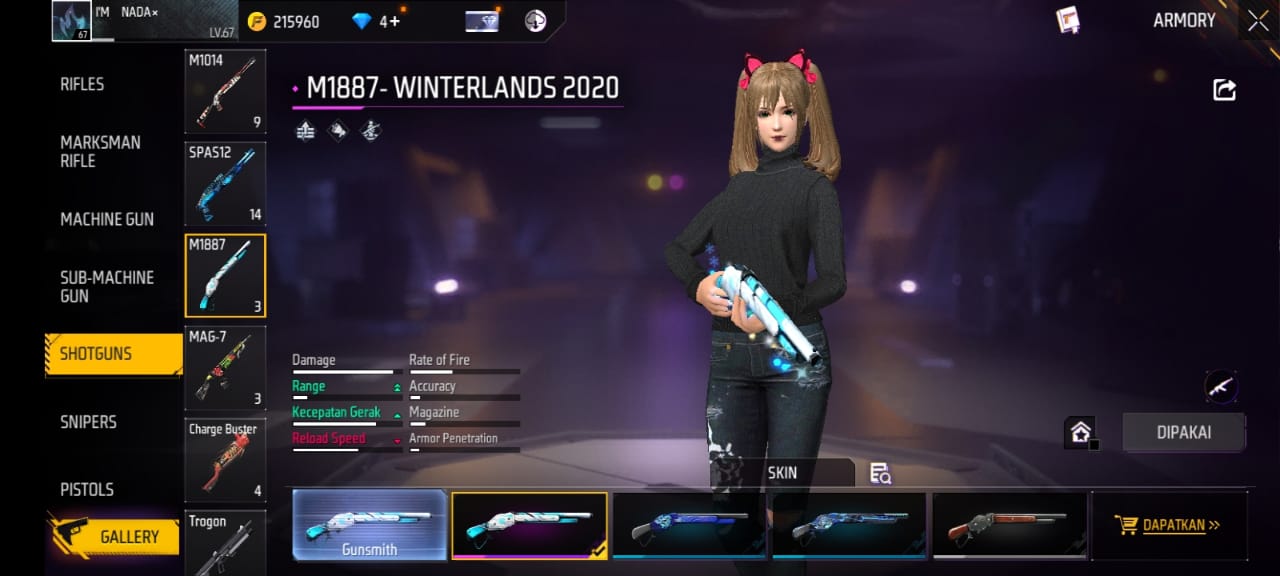 I'M NADA×
67
LV.67
215960
4+
ARMORY
RIFLES
MARKSMAN
RIFLE
MACHINE GUN
SUB-MACHINE
GUN
SHOTGUNS
SNIPERS
PISTOLS
GALLERY
M1014
9
SPAS12
14
M1887
3
MAG-7
3
Charge Buster
4
Trogon
M1887- WINTERLANDS 2020
Damage
Rate of Fire
Range
Accuracy
Kecepatan Gerak
Magazine
Reload Speed
Armor Penetration
DIPAKAI
SKIN
Gunsmith
DAPATKAN >>